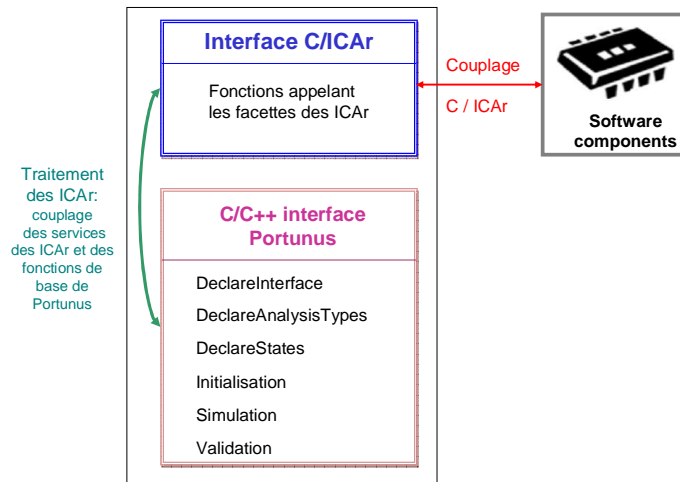 Interface C/ICAr
Fonctions appelant
les facettes des ICAr
Couplage
C / ICAr
Software
components
Traitement
des ICAr:
couplage
des services
des ICAr et des
fonctions de
base de
Portunus
C/C++ interface
Portunus
DeclareInterface
DeclareAnalysisTypes
DeclareStates
Initialisation
Simulation
Validation